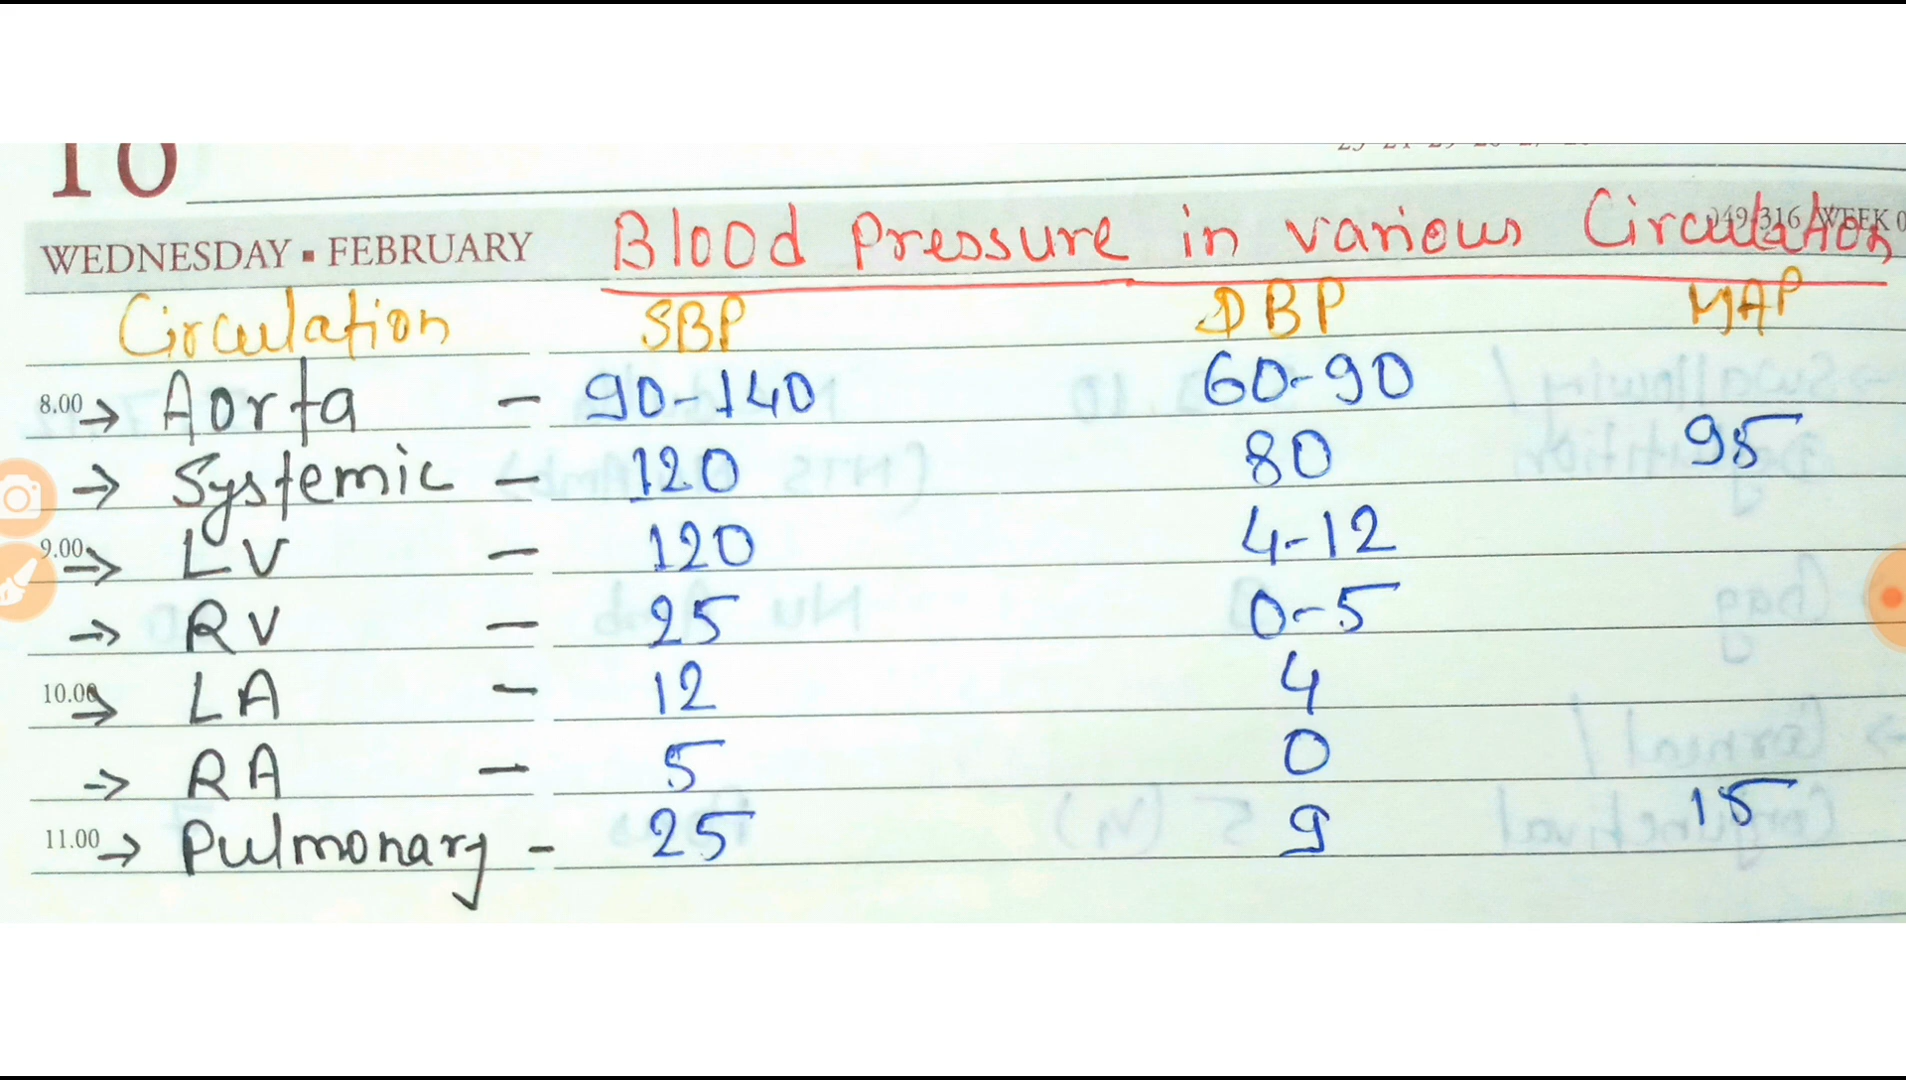 10
WEDNESDAY ▪ FEBRUARY Blood Pressure in various Circulation
Circulation SBP DBP MAP
8.00 → Aorta - 90-140 60-90
→ Systemic - 120 80 95
9.00 → LV - 120 4-12
→ RV - 25 0-5
10.00 → LA - 12 4
→ RA - 5 0
11.00 → Pulmonary - 25 9 15